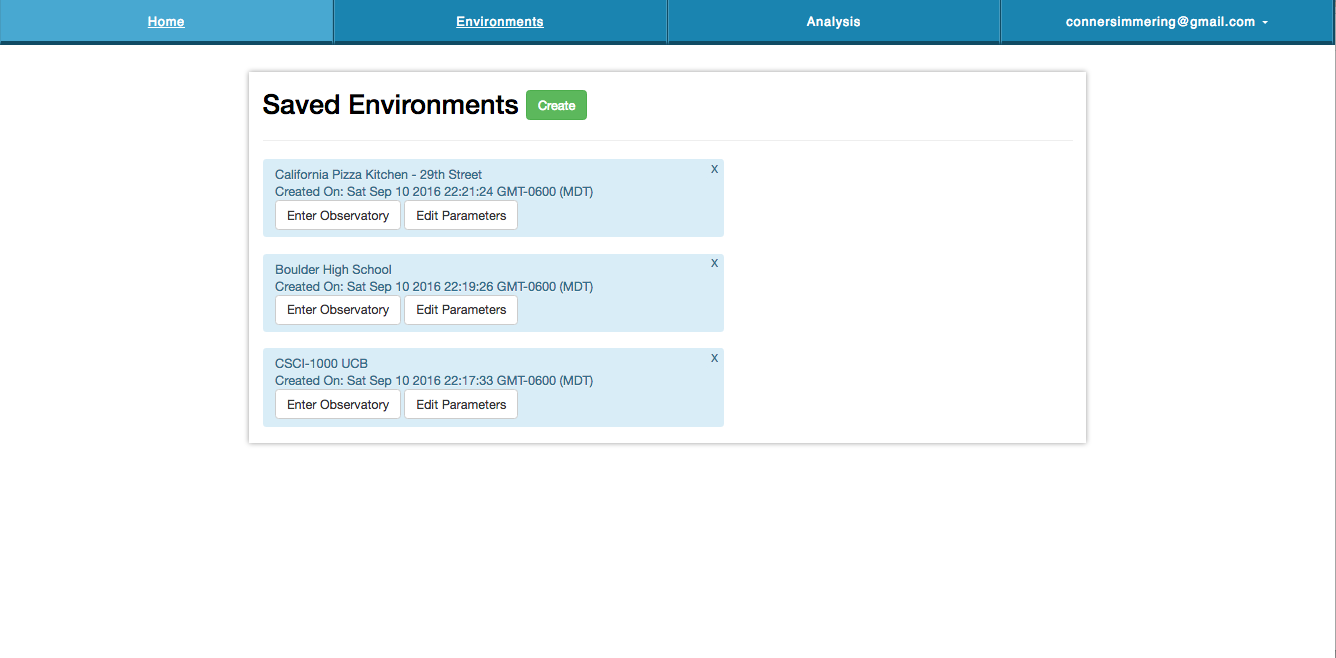 Home Environments Analysis connersimmering@gmail.com
Saved Environments Create
California Pizza Kitchen - 29th Street X
Created On: Sat Sep 10 2016 22:21:24 GMT-0600 (MDT)
Enter Observatory Edit Parameters
Boulder High School X
Created On: Sat Sep 10 2016 22:19:26 GMT-0600 (MDT)
Enter Observatory Edit Parameters
CSCI-1000 UCB X
Created On: Sat Sep 10 2016 22:17:33 GMT-0600 (MDT)
Enter Observatory Edit Parameters